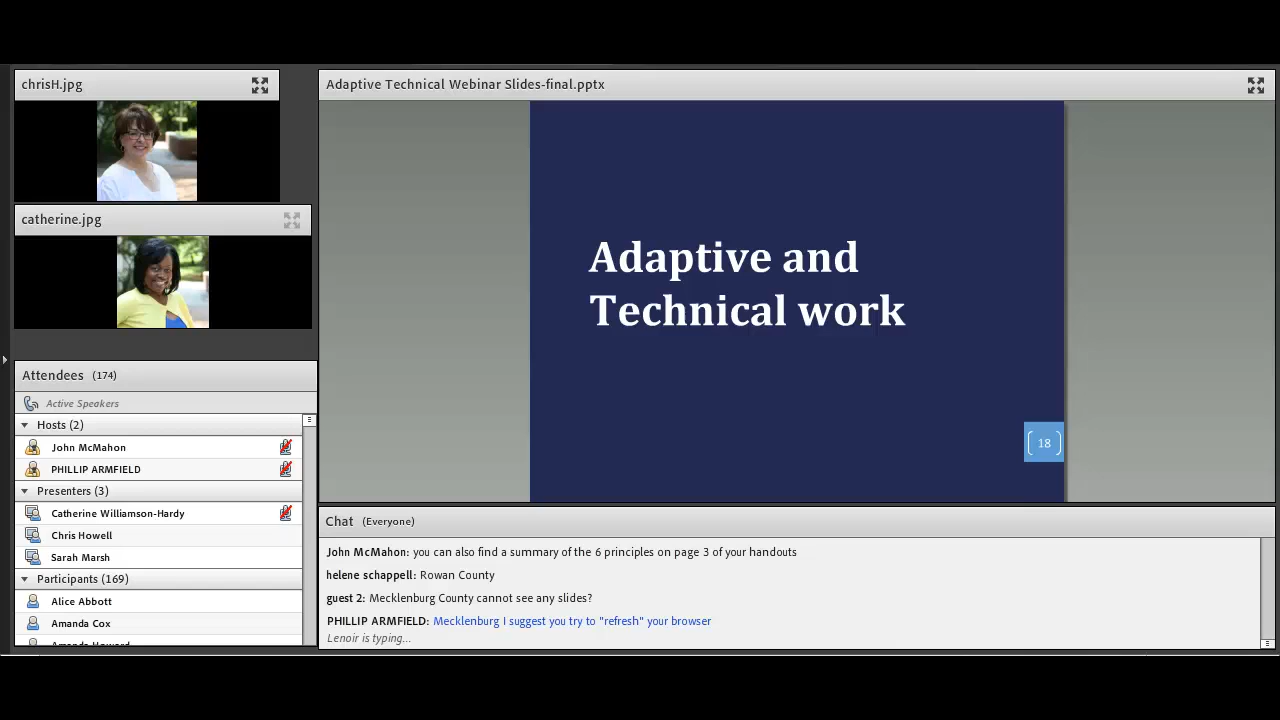 chrisH.jpg
catherine.jpg
Attendees (174)
Active Speakers
Hosts (2)
John McMahon
PHILLIP ARMFIELD
Presenters (3)
Catherine Williamson-Hardy
Chris Howell
Sarah Marsh
Participants (169)
Alice Abbott
Amanda Cox
Amanda Howard
Adaptive Technical Webinar Slides-final.pptx
Adaptive and
Technical work
18
Chat (Everyone)
John McMahon: you can also find a summary of the 6 principles on page 3 of your handouts
helene schappell: Rowan County
guest 2: Mecklenburg County cannot see any slides?
PHILLIP ARMFIELD: Mecklenburg I suggest you try to "refresh" your browser
Lenoir is typing...